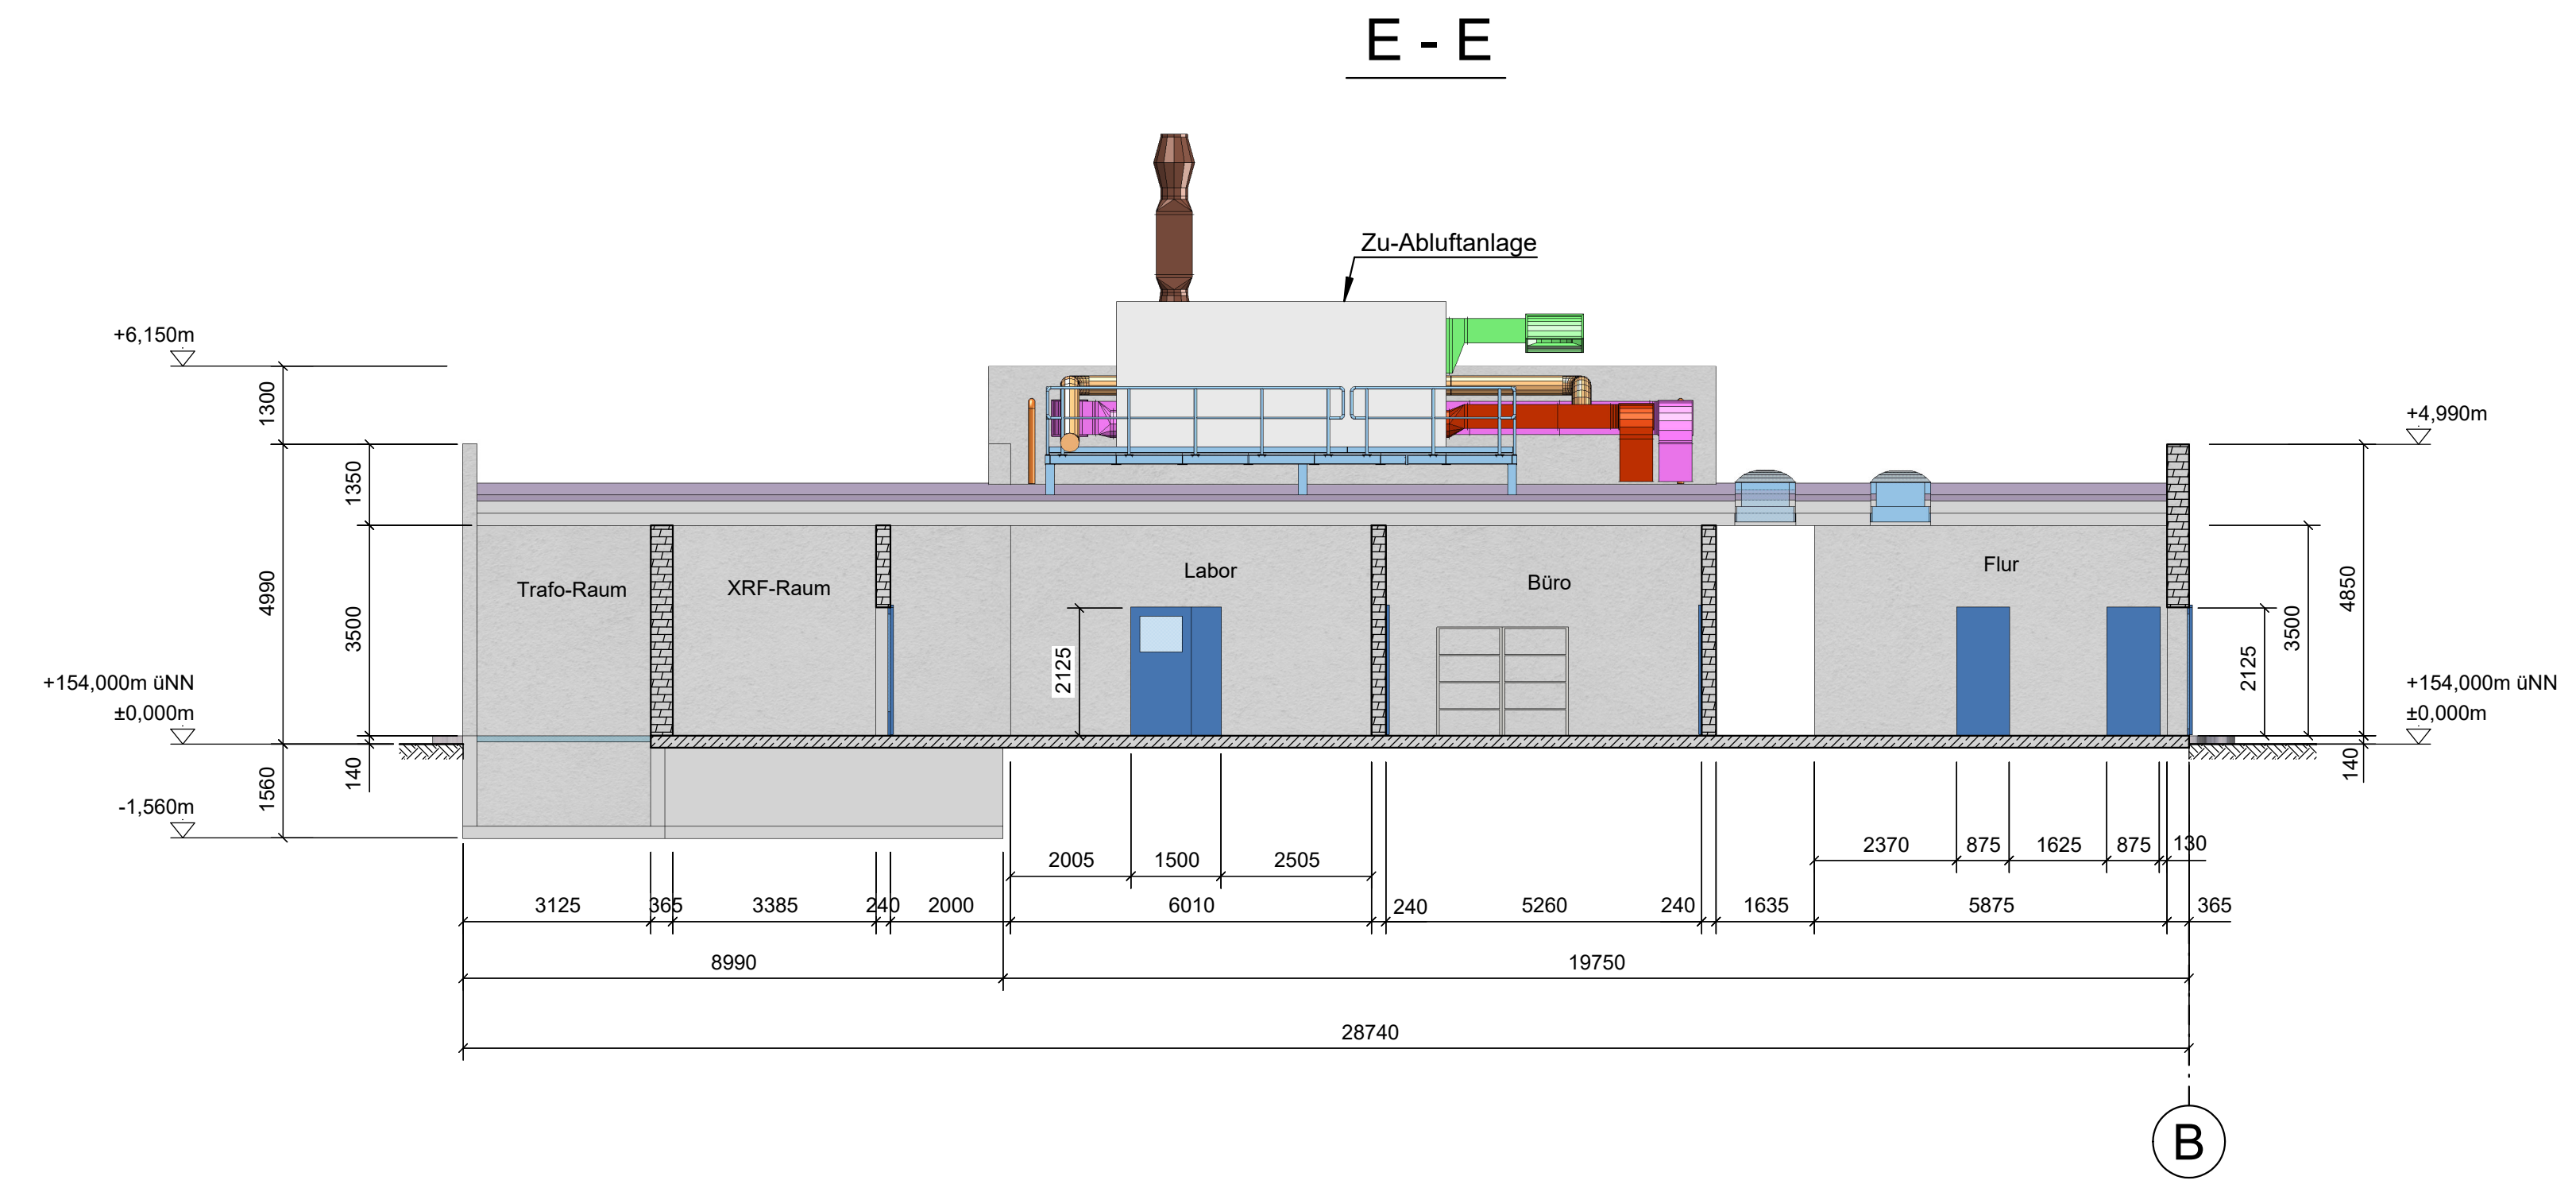 E - E
Zu-Abluftanlage
+6,150m
1300
+4,990m
1350
4990
3500
Trafo-Raum
XRF-Raum
Labor
Büro
Flur
2125
4850
3500
2125
+154,000m üNN
±0,000m
+154,000m üNN
±0,000m
140
1560
-1,560m
140
2005
1500
2505
2370
875
1625
875
130
3125
365
3385
240
2000
6010
240
5260
240
1635
5875
365
8990
19750
28740
B